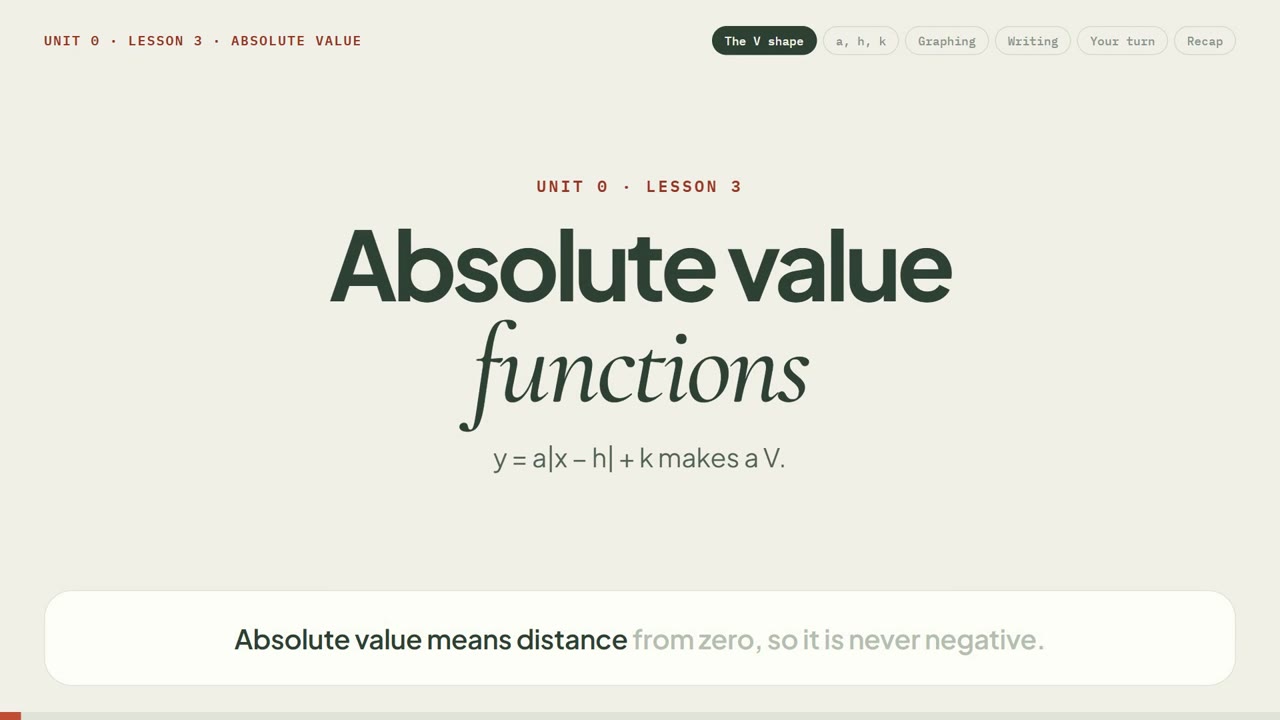 UNIT 0 · LESSON 3 · ABSOLUTE VALUE
The V shape
a, h, k
Graphing
Writing
Your turn
Recap
UNIT 0 · LESSON 3
Absolute value
functions
y = a|x – h| + k makes a V.
Absolute value means distance from zero, so it is never negative.